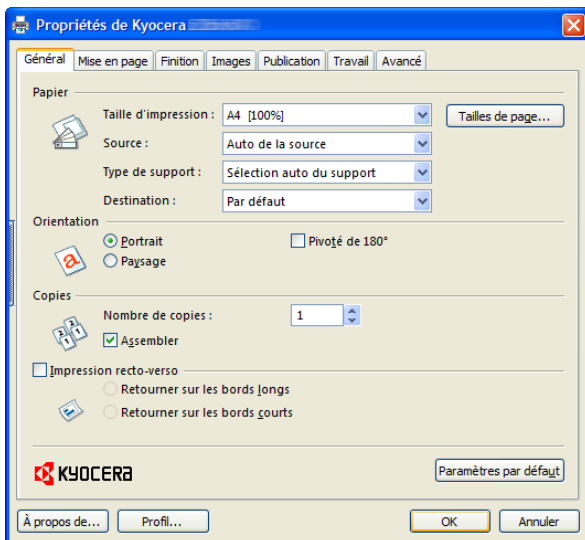 Propriétés de Kyocera
Général Mise en page Finition Images Publication Travail Avancé
Papier
Taille d'impression : A4 [100%] Tailles de page...
Source : Auto de la source
Type de support : Sélection auto du support
Destination : Par défaut
Orientation
Portrait Pivoté de 180°
Paysage
Copies
Nombre de copies : 1
Assembler
Impression recto-verso
Retourner sur les bords longs
Retourner sur les bords courts
KYOCERA Paramètres par défaut
À propos de... Profil... OK Annuler